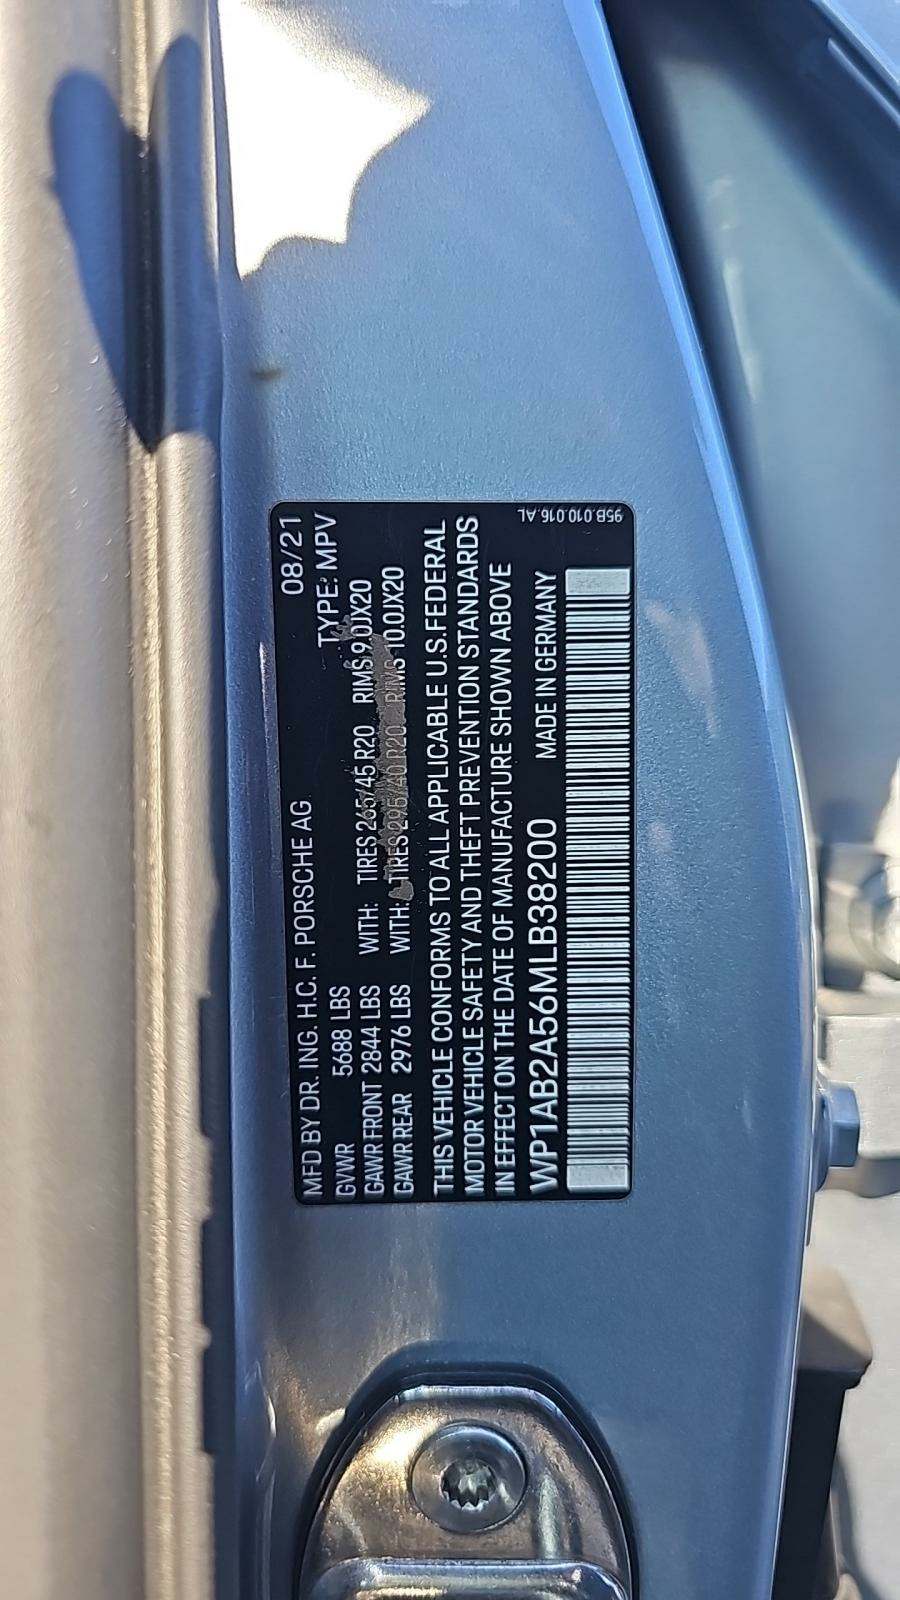 MFD BY DR. ING. H.C. F. PORSCHE AG 08/21
GVWR 5688 LBS TYPE: MPV
GAWR FRONT 2844 LBS WITH: TIRES 265/45 R20 RIMS 9.0JX20
GAWR REAR 2976 LBS WITH: TIRES 295/40 R20 RIMS 10.0JX20
THIS VEHICLE CONFORMS TO ALL APPLICABLE U.S.FEDERAL
MOTOR VEHICLE SAFETY AND THEFT PREVENTION STANDARDS
IN EFFECT ON THE DATE OF MANUFACTURE SHOWN ABOVE
WP1AB2A56MLB38200 MADE IN GERMANY
95B.010.016.AL